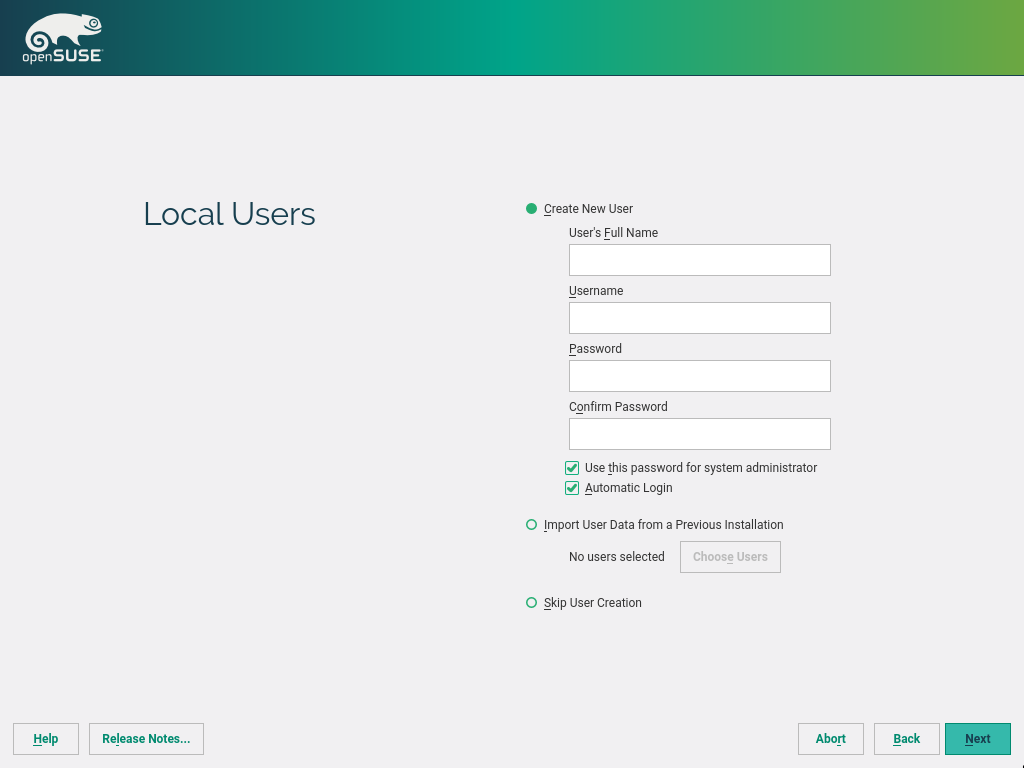 openSUSE
Local Users
Create New User
User's Full Name
Username
Password
Confirm Password
Use this password for system administrator
Automatic Login
Import User Data from a Previous Installation
No users selected Choose Users
Skip User Creation
Help Release Notes... Abort Back Next